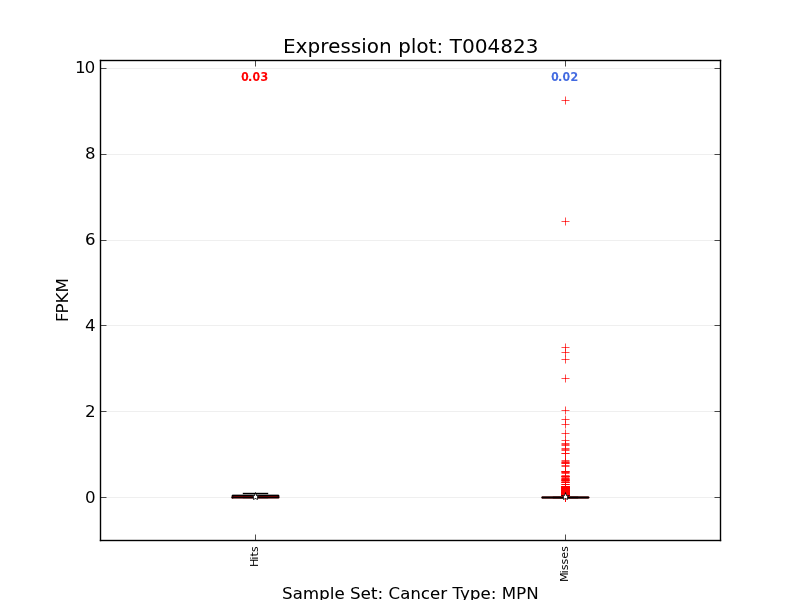 Expression plot: T004823
0.03
0.02
10
8
6
4
2
0
FPKM
Hits
Misses
Sample Set: Cancer Type: MPN